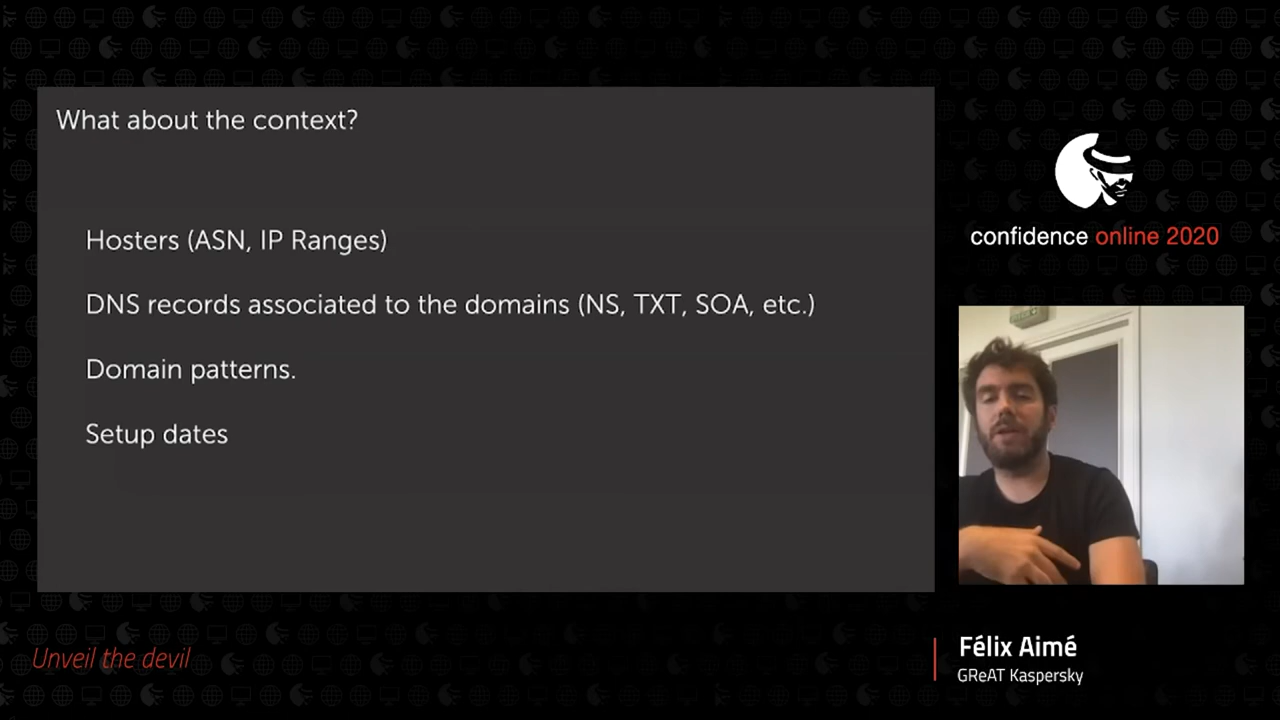 What about the context?
Hosters (ASN, IP Ranges)
DNS records associated to the domains (NS, TXT, SOA, etc.)
Domain patterns.
Setup dates
confidence online 2020
Unveil the devil
Félix Aimé
GReAT Kaspersky